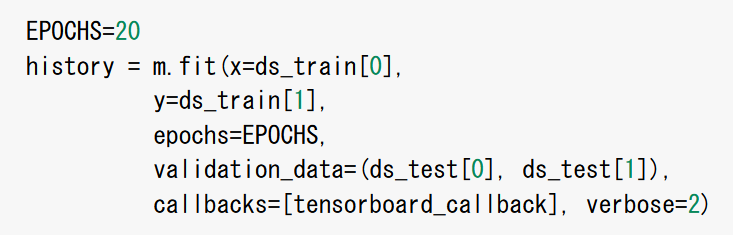 EPOCHS=20
history = m.fit(x=ds_train[0],
y=ds_train[1],
epochs=EPOCHS,
validation_data=(ds_test[0], ds_test[1]),
callbacks=[tensorboard_callback], verbose=2)